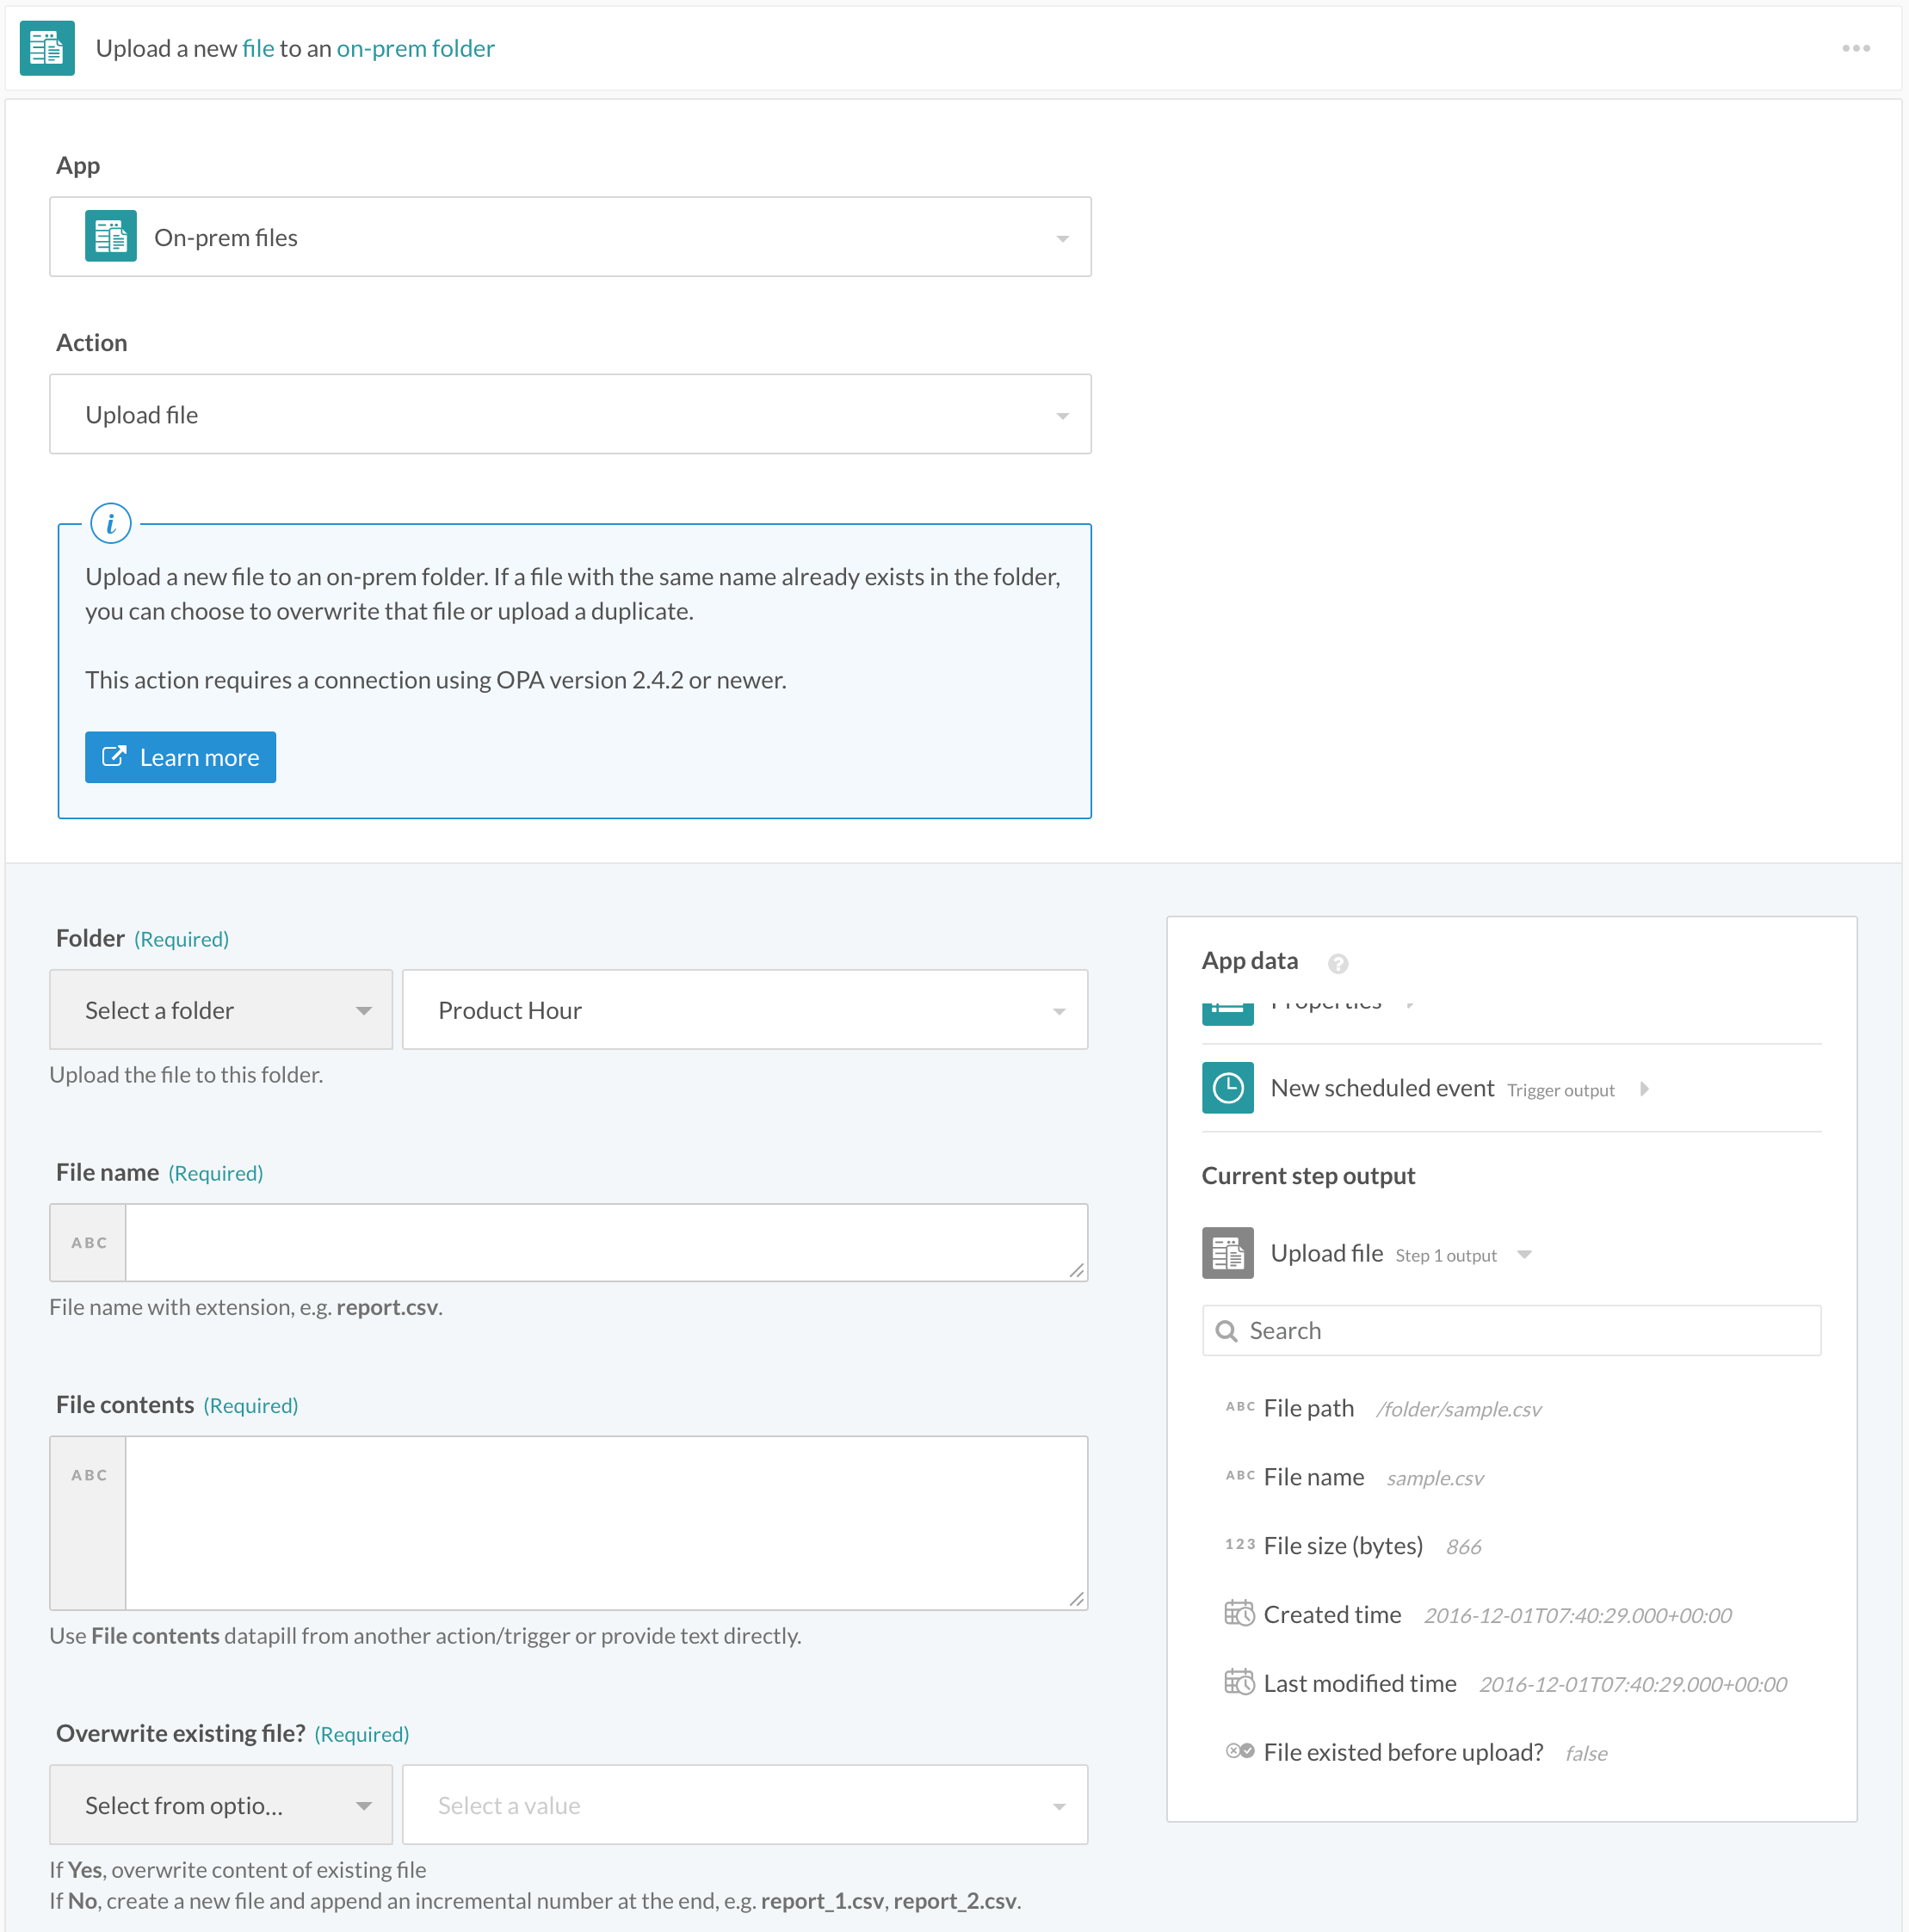 Upload a new file to an on-prem folder
App
On-prem files
Action
Upload file
i
Upload a new file to an on-prem folder. If a file with the same name already exists in the folder,
you can choose to overwrite that file or upload a duplicate.
This action requires a connection using OPA version 2.4.2 or newer.
Learn more
Folder (Required)
Select a folder
Product Hour
Upload the file to this folder.
File name (Required)
ABC
File name with extension, e.g. report.csv.
File contents (Required)
ABC
Use File contents datapill from another action/trigger or provide text directly.
Overwrite existing file? (Required)
Select from optio...
Select a value
If Yes, overwrite content of existing file
If No, create a new file and append an incremental number at the end, e.g. report_1.csv, report_2.csv.
App data ?
Properties
New scheduled event Trigger output
Current step output
Upload file Step 1 output
Search
ABC File path /folder/sample.csv
ABC File name sample.csv
123 File size (bytes) 866
Created time 2016-12-01T07:40:29.000+00:00
Last modified time 2016-12-01T07:40:29.000+00:00
File existed before upload? false